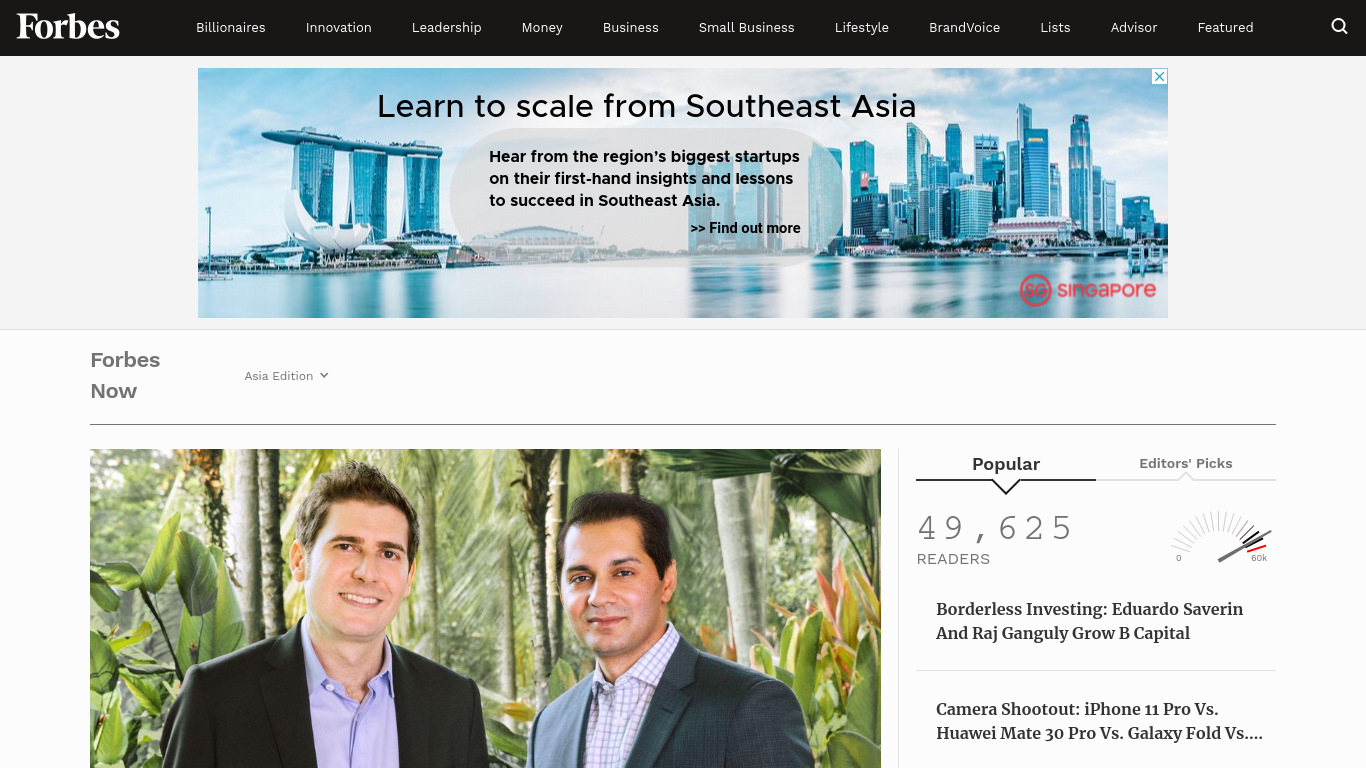 Forbes
Billionaires
Innovation
Leadership
Money
Business
Small Business
Lifestyle
BrandVoice
Lists
Advisor
Featured
Learn to scale from Southeast Asia
Hear from the region's biggest startups
on their first-hand insights and lessons
to succeed in Southeast Asia.
>> Find out more
SG SINGAPORE
Forbes
Now
Asia Edition
Popular
Editors' Picks
49,625
READERS
0
60k
Borderless Investing: Eduardo Saverin
And Raj Ganguly Grow B Capital
Camera Shootout: iPhone 11 Pro Vs.
Huawei Mate 30 Pro Vs. Galaxy Fold Vs....